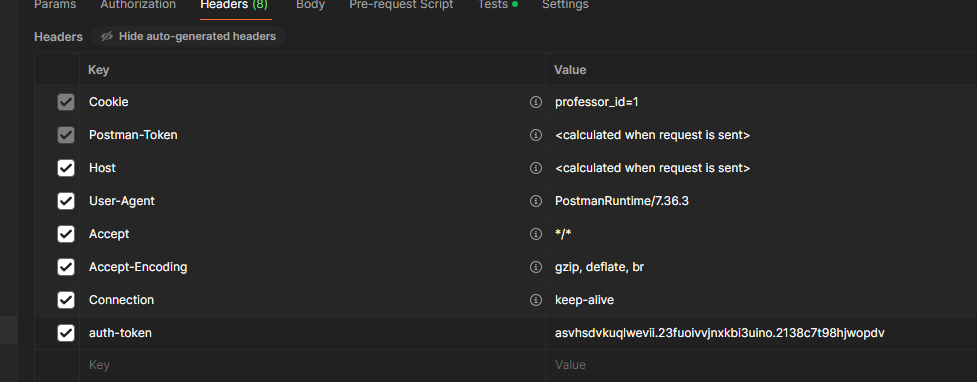 Params Authorization Headers (8) Body Pre-request Script Tests Settings
Headers Hide auto-generated headers
Key Value
Cookie professor_id=1
Postman-Token <calculated when request is sent>
Host <calculated when request is sent>
User-Agent PostmanRuntime/7.36.3
Accept */*
Accept-Encoding gzip, deflate, br
Connection keep-alive
auth-token asvhsdvkuqlwevii.23fuoivvjnxkbi3uino.2138c7t98hjwopdv
Key Value